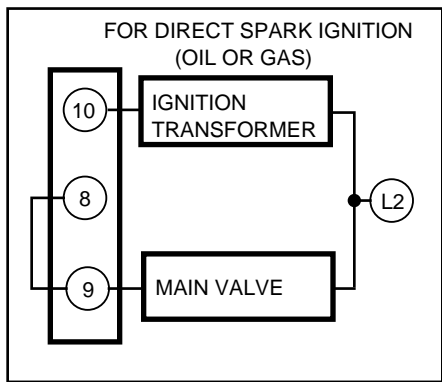 FOR DIRECT SPARK IGNITION
(OIL OR GAS)
10
IGNITION
TRANSFORMER
8
L2
9
MAIN VALVE